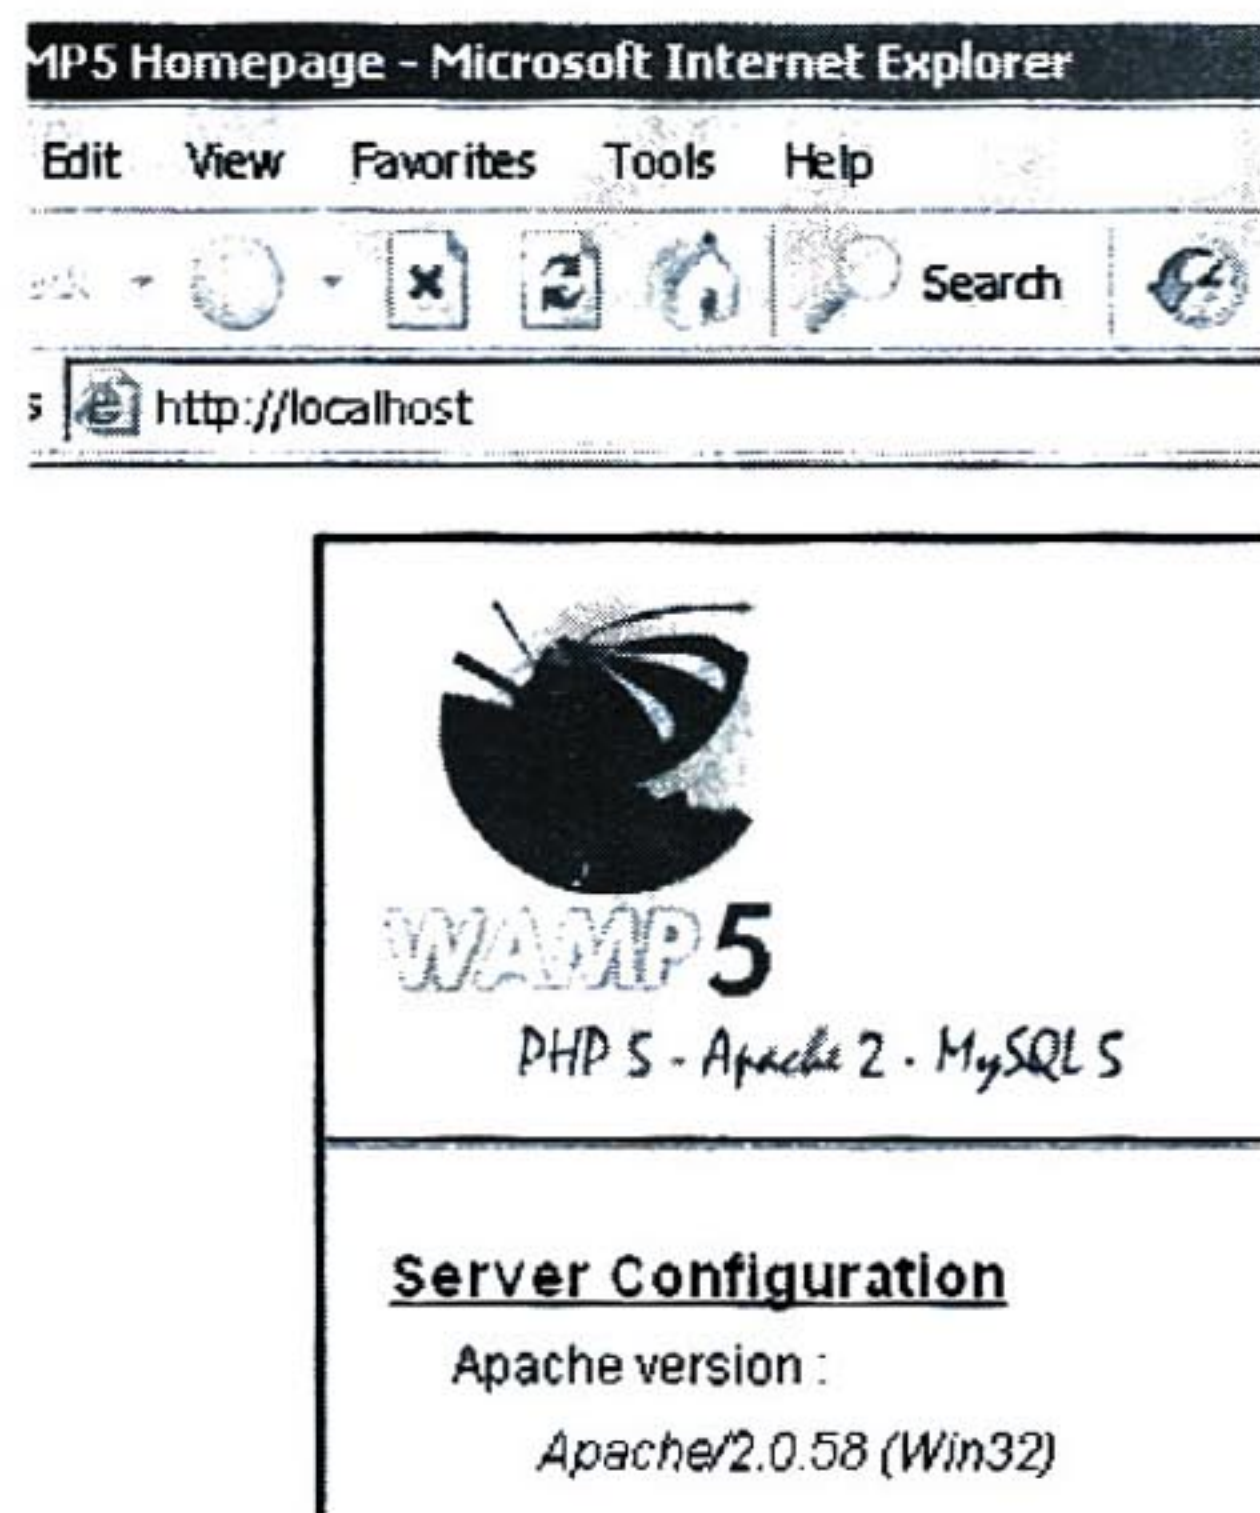 MP5 Homepage - Microsoft Internet Explorer
Edit View Favorites Tools Help
Search
s http://localhost
WAMP5
PHP 5 - Apache 2 - MySQL 5
Server Configuration
Apache version :
Apache/2.0.58 (Win32)